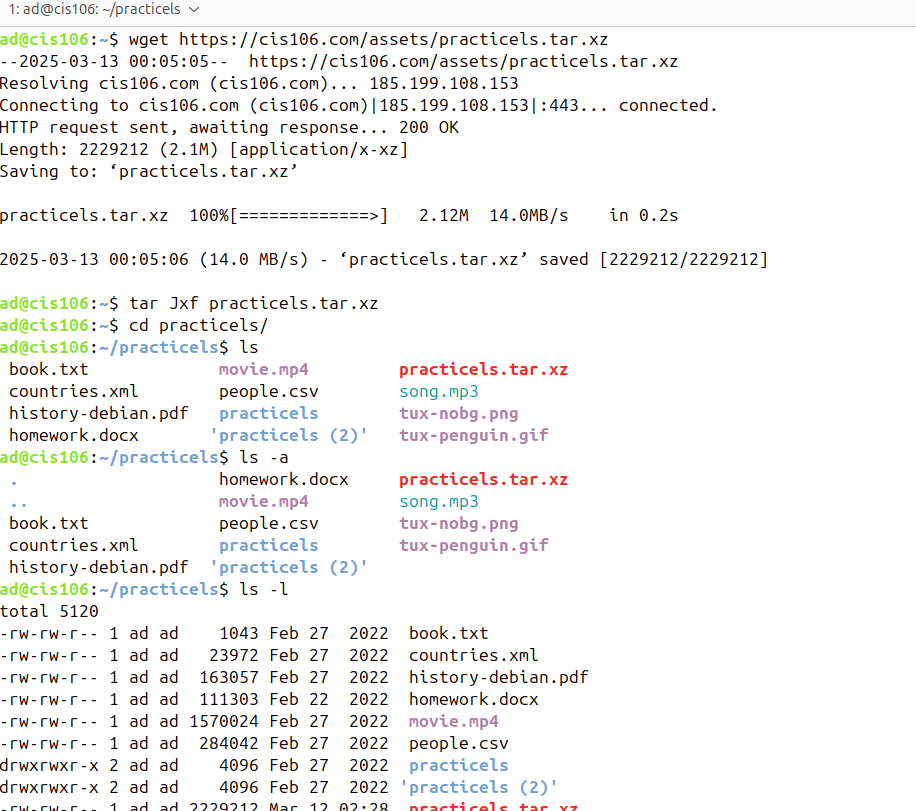 1: ad@cis106: ~/practicels
ad@cis106:~$ wget https://cis106.com/assets/practicels.tar.xz
--2025-03-13 00:05:05--  https://cis106.com/assets/practicels.tar.xz
Resolving cis106.com (cis106.com)... 185.199.108.153
Connecting to cis106.com (cis106.com)|185.199.108.153|:443... connected.
HTTP request sent, awaiting response... 200 OK
Length: 2229212 (2.1M) [application/x-xz]
Saving to: ‘practicels.tar.xz’
practicels.tar.xz  100%[=============>]   2.12M  14.0MB/s    in 0.2s
2025-03-13 00:05:06 (14.0 MB/s) - ‘practicels.tar.xz’ saved [2229212/2229212]
ad@cis106:~$ tar Jxf practicels.tar.xz
ad@cis106:~$ cd practicels/
ad@cis106:~/practicels$ ls
 book.txt             movie.mp4         practicels.tar.xz
 countries.xml        people.csv        song.mp3
 history-debian.pdf   practicels        tux-nobg.png
 homework.docx       'practicels (2)'   tux-penguin.gif
ad@cis106:~/practicels$ ls -a
 .                    homework.docx     practicels.tar.xz
 ..                   movie.mp4         song.mp3
 book.txt             people.csv        tux-nobg.png
 countries.xml        practicels        tux-penguin.gif
 history-debian.pdf  'practicels (2)'
ad@cis106:~/practicels$ ls -l
total 5120
-rw-rw-r-- 1 ad ad    1043 Feb 27  2022  book.txt
-rw-rw-r-- 1 ad ad   23972 Feb 27  2022  countries.xml
-rw-rw-r-- 1 ad ad  163057 Feb 27  2022  history-debian.pdf
-rw-rw-r-- 1 ad ad  111303 Feb 22  2022  homework.docx
-rw-rw-r-- 1 ad ad 1570024 Feb 27  2022  movie.mp4
-rw-rw-r-- 1 ad ad  284042 Feb 27  2022  people.csv
drwxrwxr-x 2 ad ad    4096 Feb 27  2022  practicels
drwxrwxr-x 2 ad ad    4096 Feb 27  2022 'practicels (2)'
-rw-rw-r-- 1 ad ad 2229212 Mar 12 02:28  practicels.tar.xz